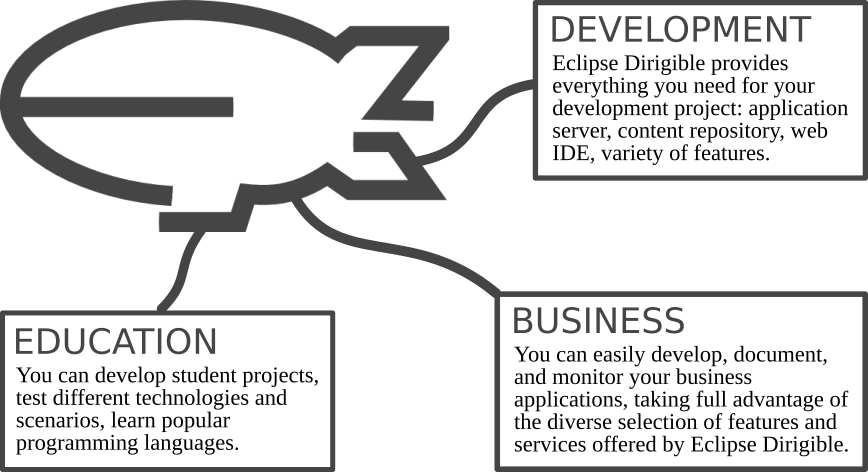 DEVELOPMENT
Eclipse Dirigible provides
everything you need for your
development project: application
server, content repository, web
IDE, variety of features.
EDUCATION
You can develop student projects,
test different technologies and
scenarios, learn popular
programming languages.
BUSINESS
You can easily develop, document,
and monitor your business
applications, taking full advantage of
the diverse selection of features and
services offered by Eclipse Dirigible.